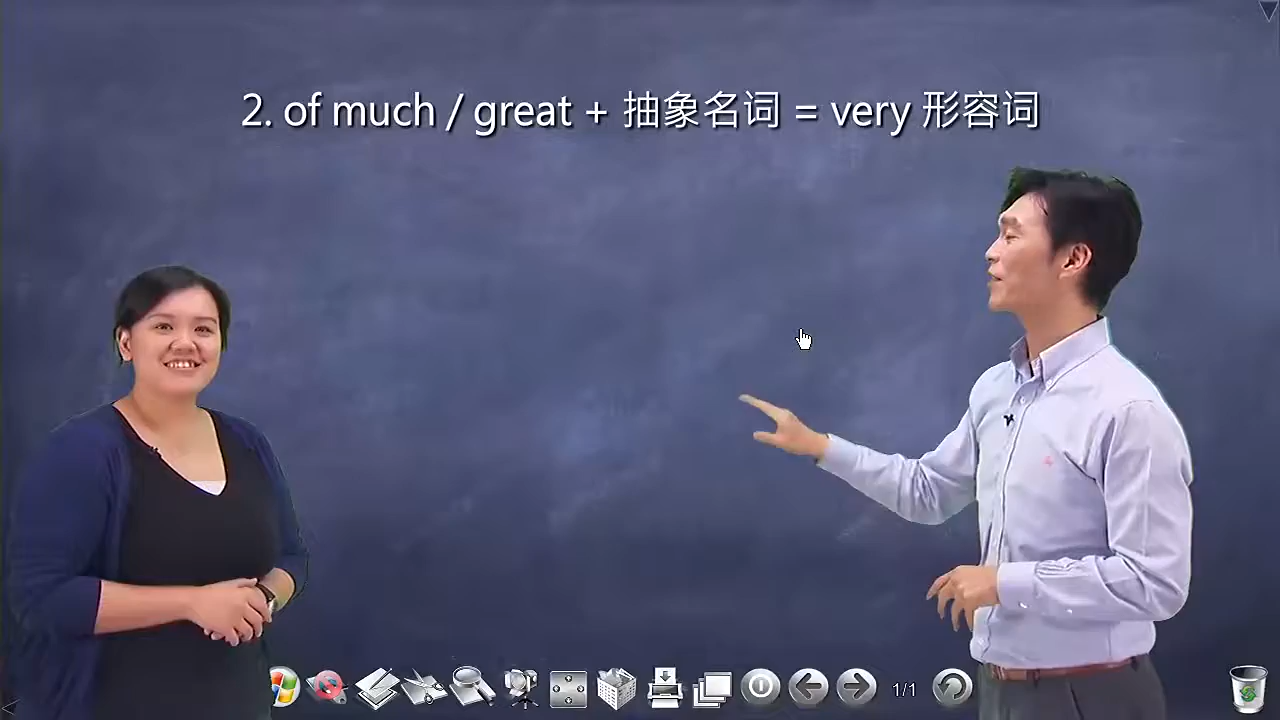 2. of much / great + 抽象名词 = very 形容词
1/1